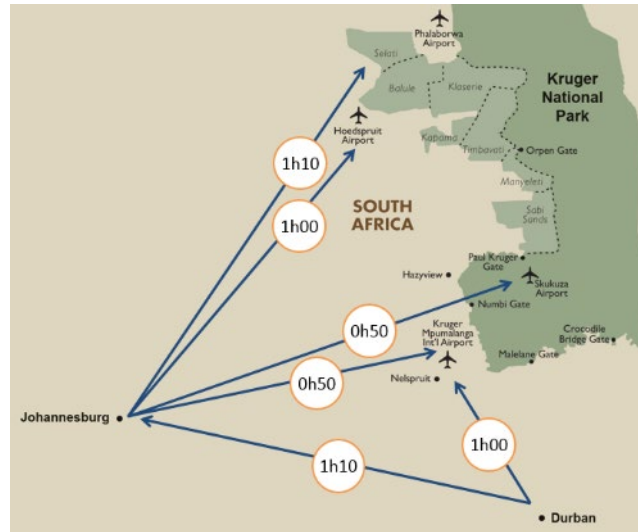 Phalaborwa
Airport
Selati
Balule
Klaserie
Kruger
National
Park
Hoedspruit
Airport
Kapama
Timbavati
Orpen Gate
1h10
Manyeleti
1h00
SOUTH
AFRICA
Sabi
Sands
Paul Kruger
Gate
Hazyview
Skukuza
Airport
Numbi Gate
0h50
Kruger
Mpumalanga
Int'l Airport
Crocodile
Bridge Gate
Malelane Gate
0h50
Nelspruit
Johannesburg
1h00
1h10
Durban